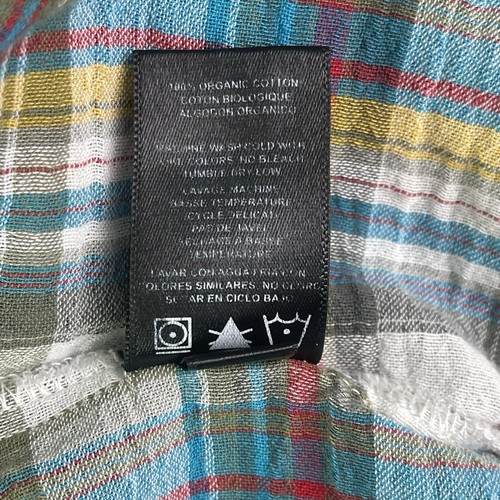 100% ORGANIC COTTON
COTON BIOLOGIQUE
ALGODON ORGANICO
MACHINE WASH COLD WITH
LIKE COLORS. NO BLEACH
TUMBLE DRY LOW.
LAVAGE MACHINE
BASSE TEMPERATURE
CYCLE DELICAT
PAS DE JAVEL
SECHAGE A BASSE
TEMPERATURE
LAVAR CON AGUA FRIA CON
COLORES SIMILARES. NO CLORO
SECAR EN CICLO BAJO